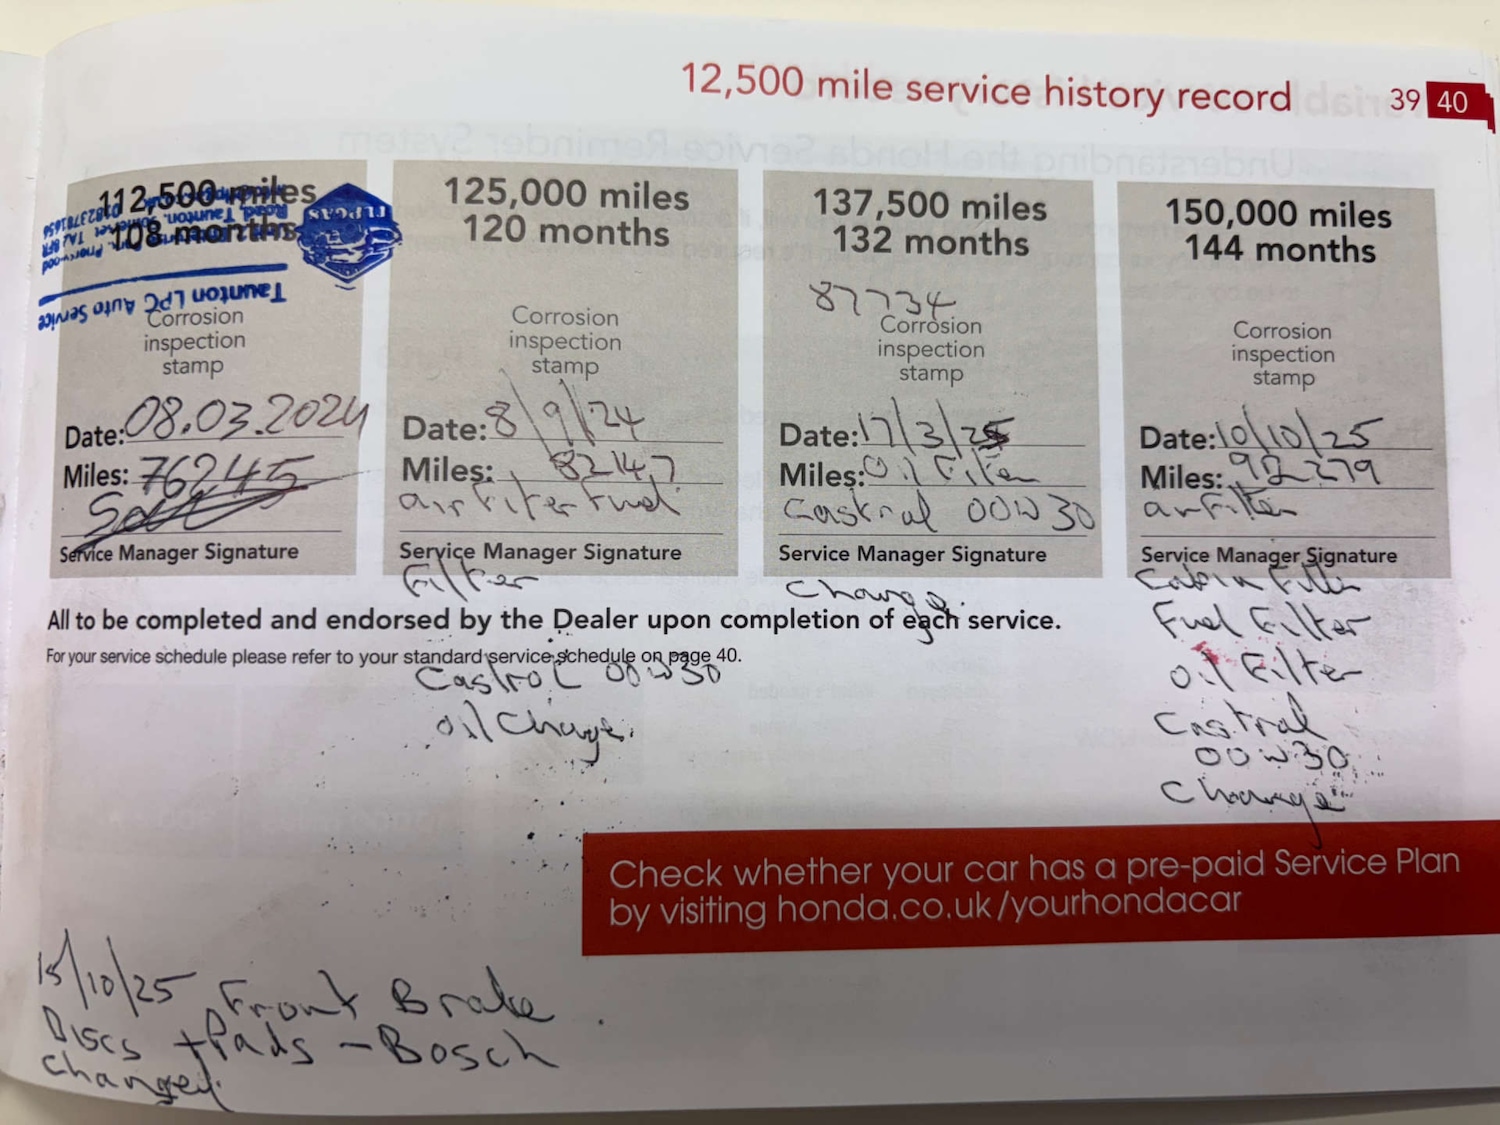 12,500 mile service history record 39 40
112,500 miles
108 months
Taunton LPC Auto Service
Corrosion
inspection
stamp
Date: 08.03.2024
Miles: 76245
Service Manager Signature
125,000 miles
120 months
Corrosion
inspection
stamp
Date: 8/9/24
Miles: 82147
air Filter Fuel
Service Manager Signature
Filter
Castrol 00w30
oil Change.
137,500 miles
132 months
87734
Corrosion
inspection
stamp
Date: 17/3/25
Miles: Oil Filter
Castrol 00W30
Service Manager Signature
Change.
150,000 miles
144 months
Corrosion
inspection
stamp
Date: 10/10/25
Miles: 92279
air Filter
Service Manager Signature
Cabin Filter
Fuel Filter
Oil Filter
Castrol
00w30
Change
All to be completed and endorsed by the Dealer upon completion of each service.
For your service schedule please refer to your standard service schedule on page 40.
Check whether your car has a pre-paid Service Plan
by visiting honda.co.uk/yourhondacar
15/10/25 Front Brake
Discs + Pads - Bosch
Changed.